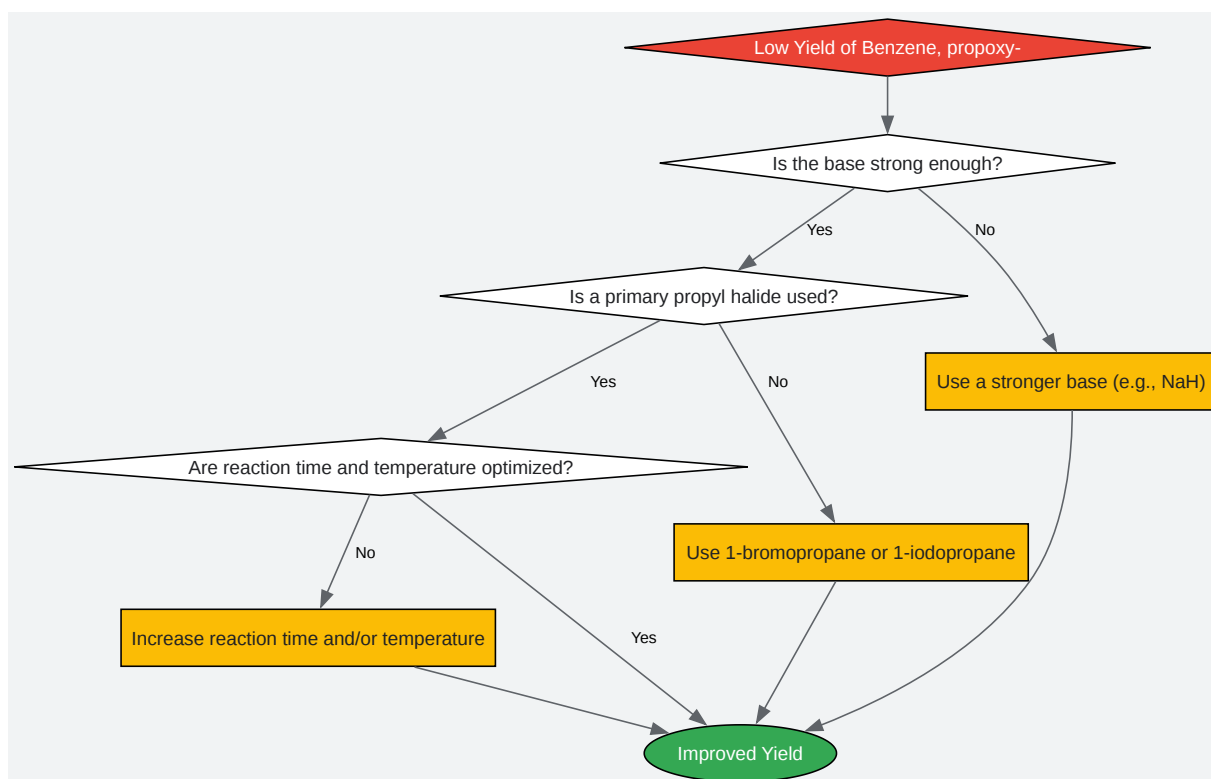 Low Yield of Benzene, propoxy-
Is the base strong enough?
Yes
No
Is a primary propyl halide used?
Yes
No
Use a stronger base (e.g., NaH)
Are reaction time and temperature optimized?
No
Use 1-bromopropane or 1-iodopropane
Increase reaction time and/or temperature
Yes
Improved Yield